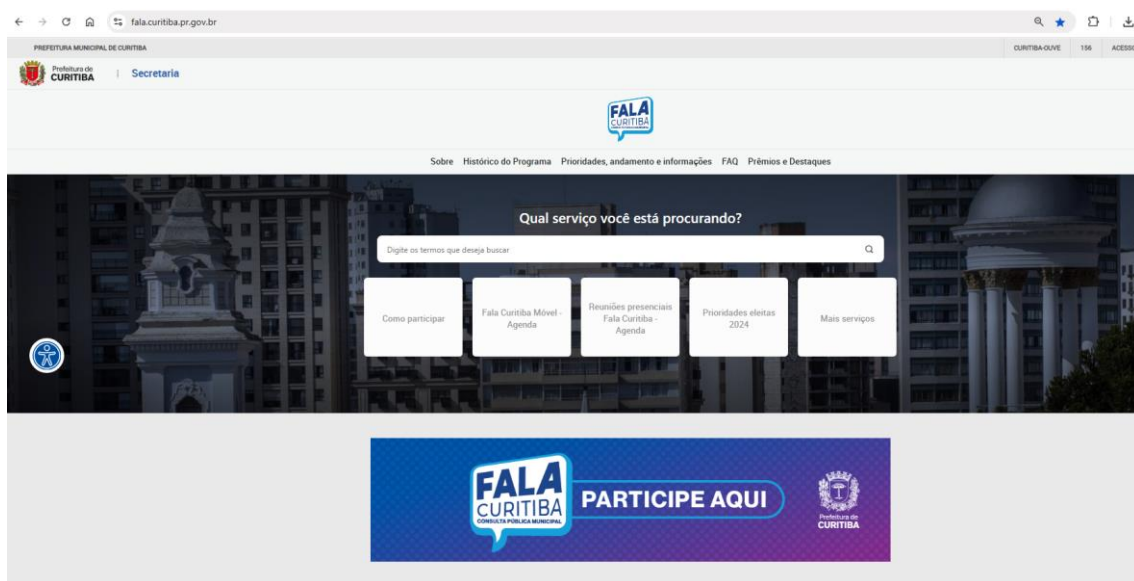 fala.curitiba.pr.gov.br
PREFEITURA MUNICIPAL DE CURITIBA
CURITIBA-OUVE 156 ACESSO
Prefeitura de
CURITIBA
| Secretaria
FALA
CURITIBA
Sobre Histórico do Programa Prioridades, andamento e informações FAQ Prêmios e Destaques
Qual serviço você está procurando?
Digite os termos que deseja buscar
Como participar
Fala Curitiba Móvel -
Agenda
Reuniões presenciais
Fala Curitiba -
Agenda
Prioridades eleitas
2024
Mais serviços
FALA
CURITIBA
CONSULTA PÚBLICA MUNICIPAL
PARTICIPE AQUI
Prefeitura de
CURITIBA